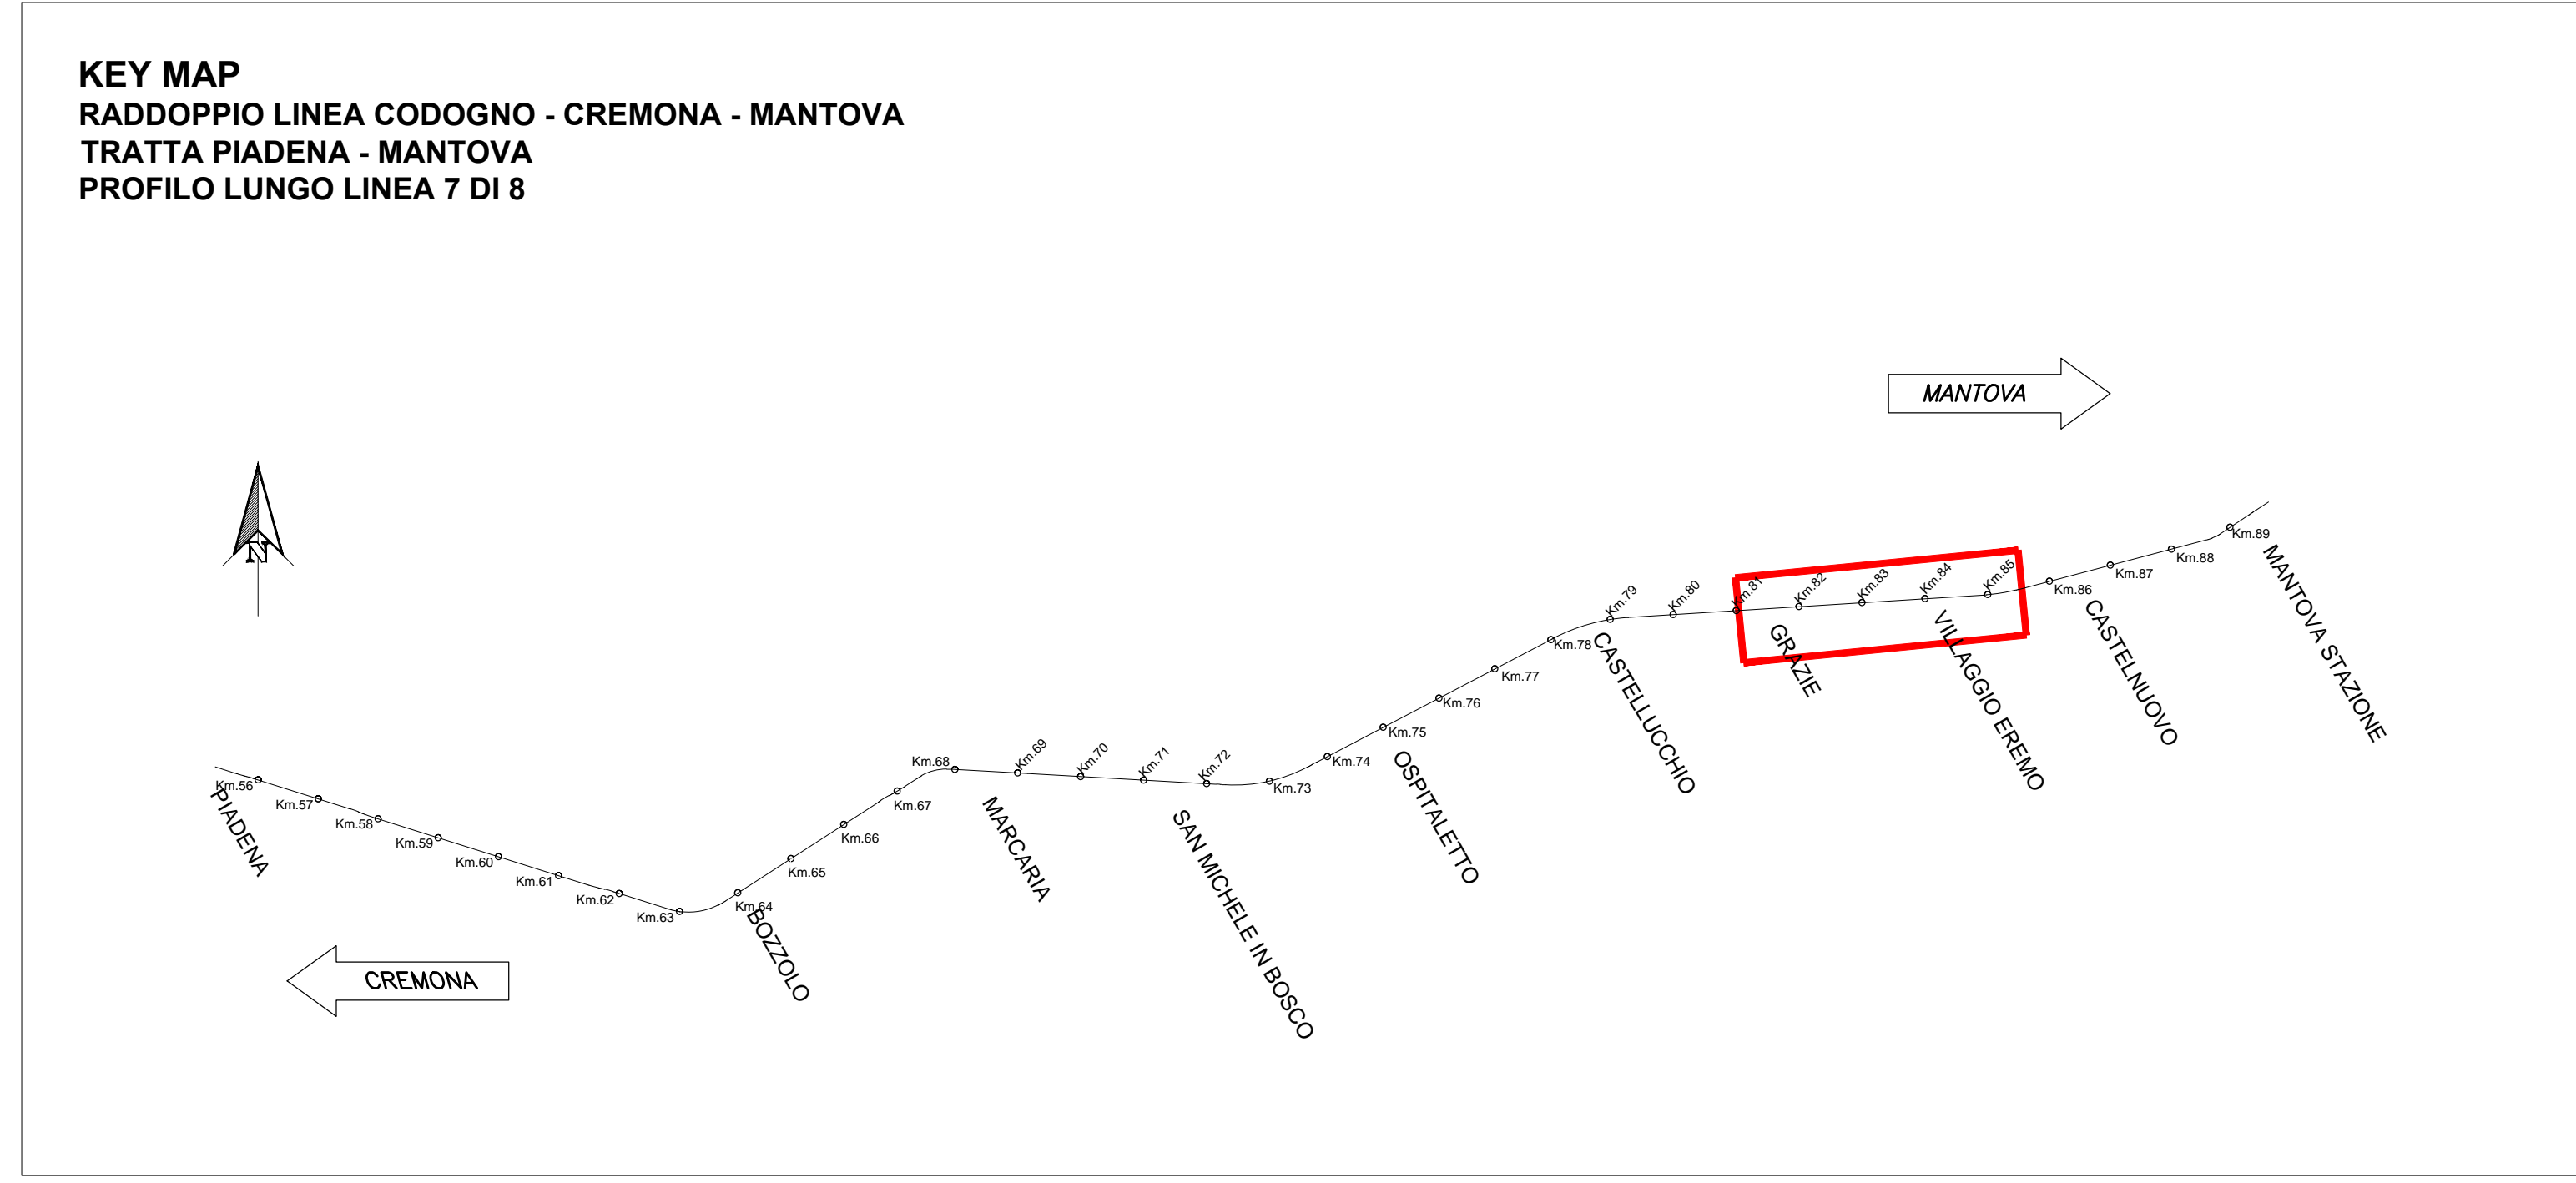 KEY MAP
RADDOPPIO LINEA CODOGNO - CREMONA - MANTOVA
TRATTA PIADENA - MANTOVA
PROFILO LUNGO LINEA 7 DI 8
MANTOVA
N
Km.56
Km.57
Km.58
Km.59
Km.60
Km.61
Km.62
Km.63
Km.64
Km.65
Km.66
Km.67
Km.68
Km.69
Km.70
Km.71
Km.72
Km.73
Km.74
Km.75
Km.76
Km.77
Km.78
Km.79
Km.80
Km.81
Km.82
Km.83
Km.84
Km.85
Km.86
Km.87
Km.88
Km.89
PIADENA
BOZZOLO
MARCARIA
SAN MICHELE IN BOSCO
OSPITALETTO
CASTELLUCCHIO
GRAZIE
VILLAGGIO EREMO
CASTELNUOVO
MANTOVA STAZIONE
CREMONA